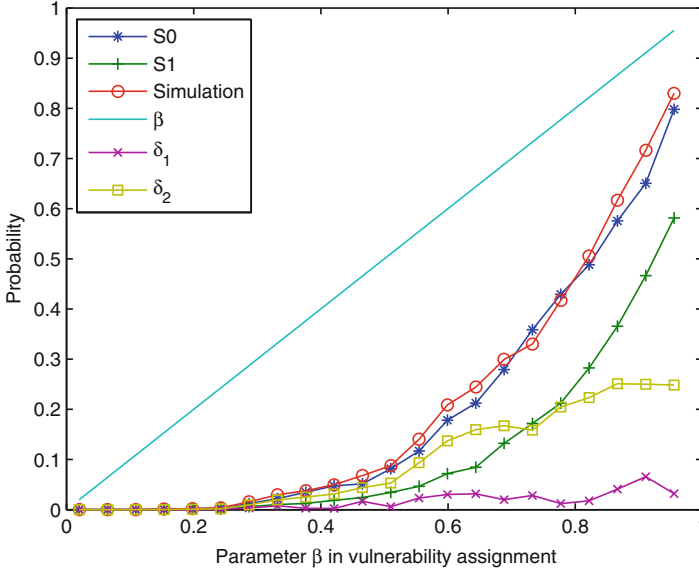 1
0.9
0.8
0.7
0.6
0.5
0.4
0.3
0.2
0.1
0
S0
S1
Simulation
β
δ1
δ2
Probability
0 0.2 0.4 0.6 0.8
Parameter β in vulnerability assignment